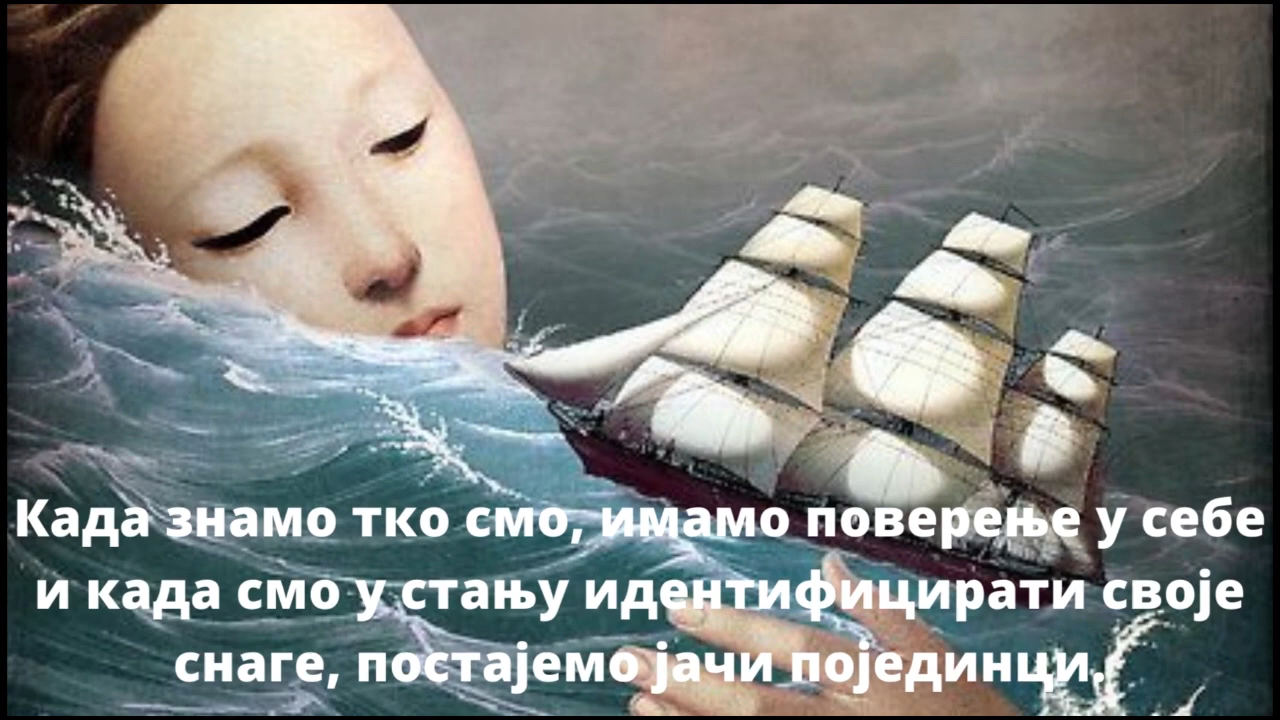 Када знамо тко смо, имамо поверење у себе
и када смо у стању идентифицирати своје
снаге, постајемо јачи појединци.